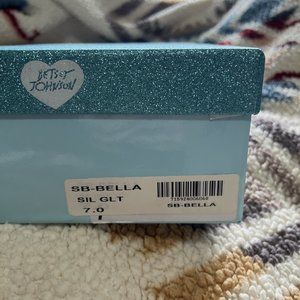 BETSEY
JOHNSON
SB-BELLA
SIL GLT
7.0
SB-BELLA